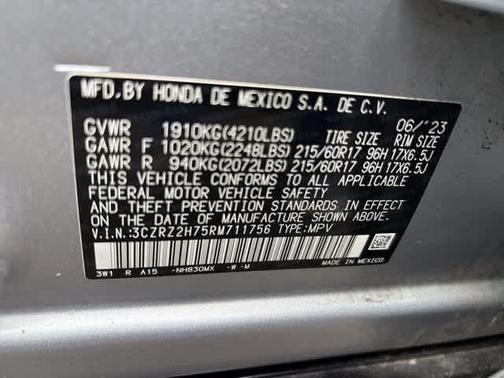 MFD.BY HONDA DE MEXICO S.A. DE C.V.
06/'23
GVWR 1910KG(4210LBS) TIRE SIZE RIM SIZE
GAWR F 1020KG(2248LBS) 215/60R17 96H 17X6.5J
GAWR R 940KG(2072LBS) 215/60R17 96H 17X6.5J
THIS VEHICLE CONFORMS TO ALL APPLICABLE
FEDERAL MOTOR VEHICLE SAFETY
AND THEFT PREVENTION STANDARDS IN
EFFECT ON THE DATE OF MANUFACTURE
SHOWN ABOVE.
V.I.N.:3CZRZ2H75RM711756 TYPE:MPV
3W1 R A15 -NH830MX -W-M
MADE IN MEXICO